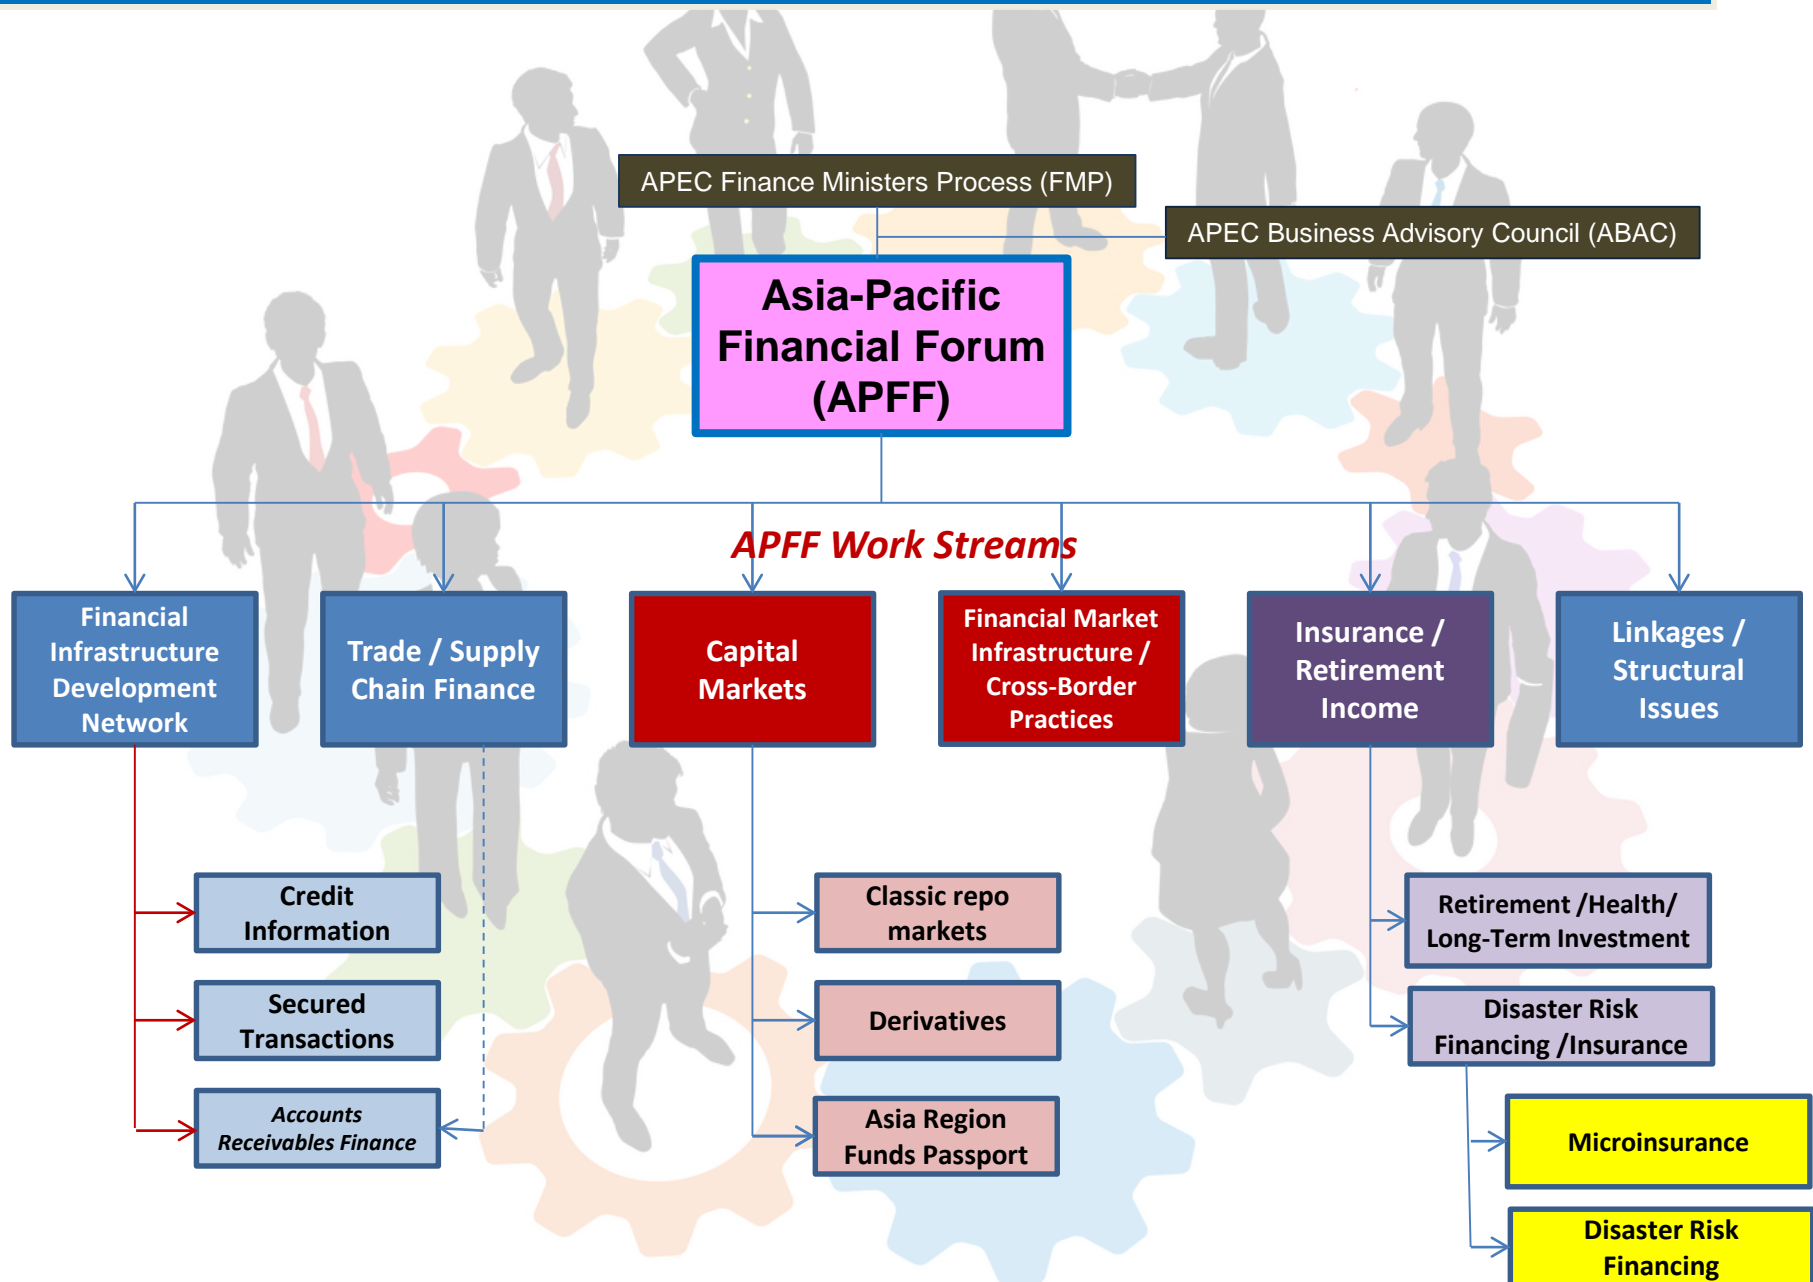 APEC Finance Ministers Process (FMP)
APEC Business Advisory Council (ABAC)
Asia-Pacific
Financial Forum
(APFF)
APFF Work Streams
Financial
Infrastructure
Development
Network
Trade / Supply
Chain Finance
Capital
Markets
Financial Market
Infrastructure /
Cross-Border
Practices
Insurance /
Retirement
Income
Linkages /
Structural
Issues
Credit
Information
Secured
Transactions
Accounts
Receivables Finance
Classic repo
markets
Derivatives
Asia Region
Funds Passport
Retirement /Health/
Long-Term Investment
Disaster Risk
Financing /Insurance
Microinsurance
Disaster Risk
Financing